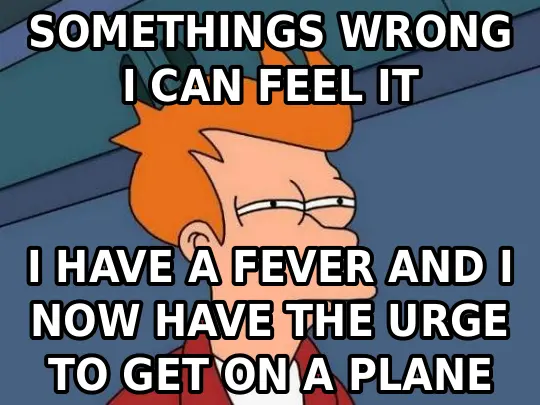 SOMETHINGS WRONG
I CAN FEEL IT
I HAVE A FEVER AND I
NOW HAVE THE URGE
TO GET ON A PLANE